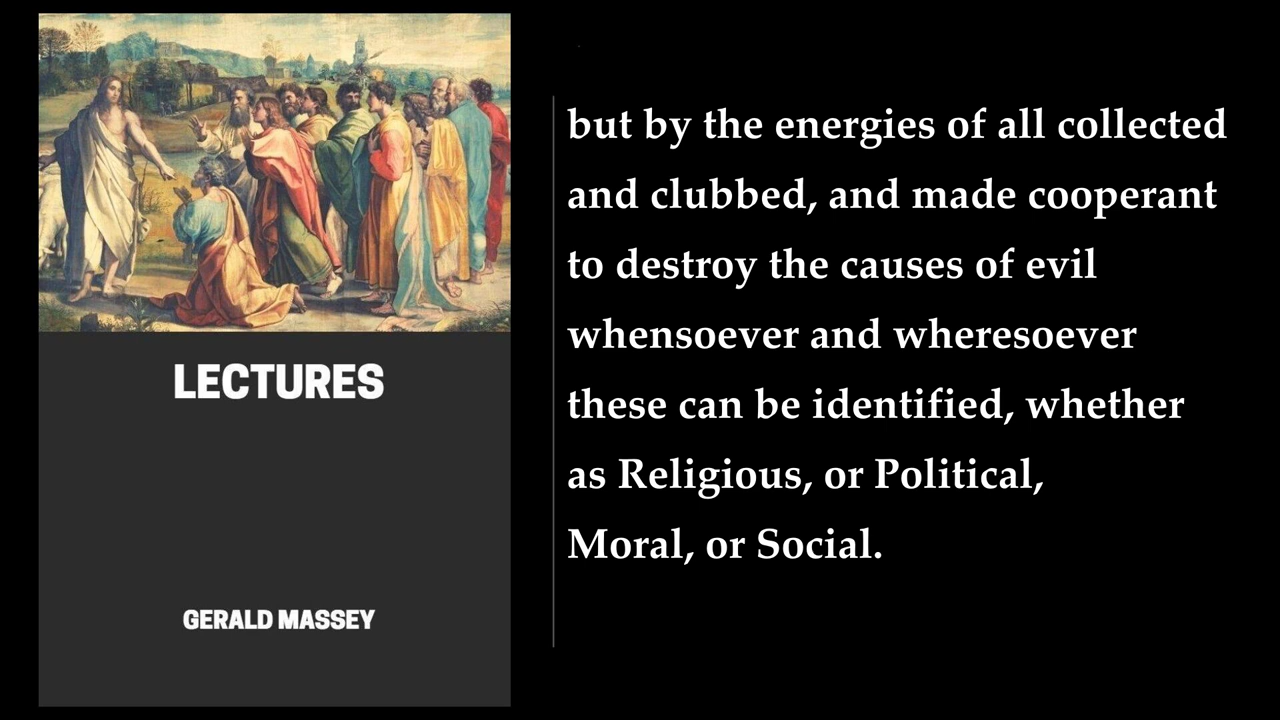 LECTURES
GERALD MASSEY
but by the energies of all collected
and clubbed, and made cooperant
to destroy the causes of evil
whensoever and wheresoever
these can be identified, whether
as Religious, or Political,
Moral, or Social.